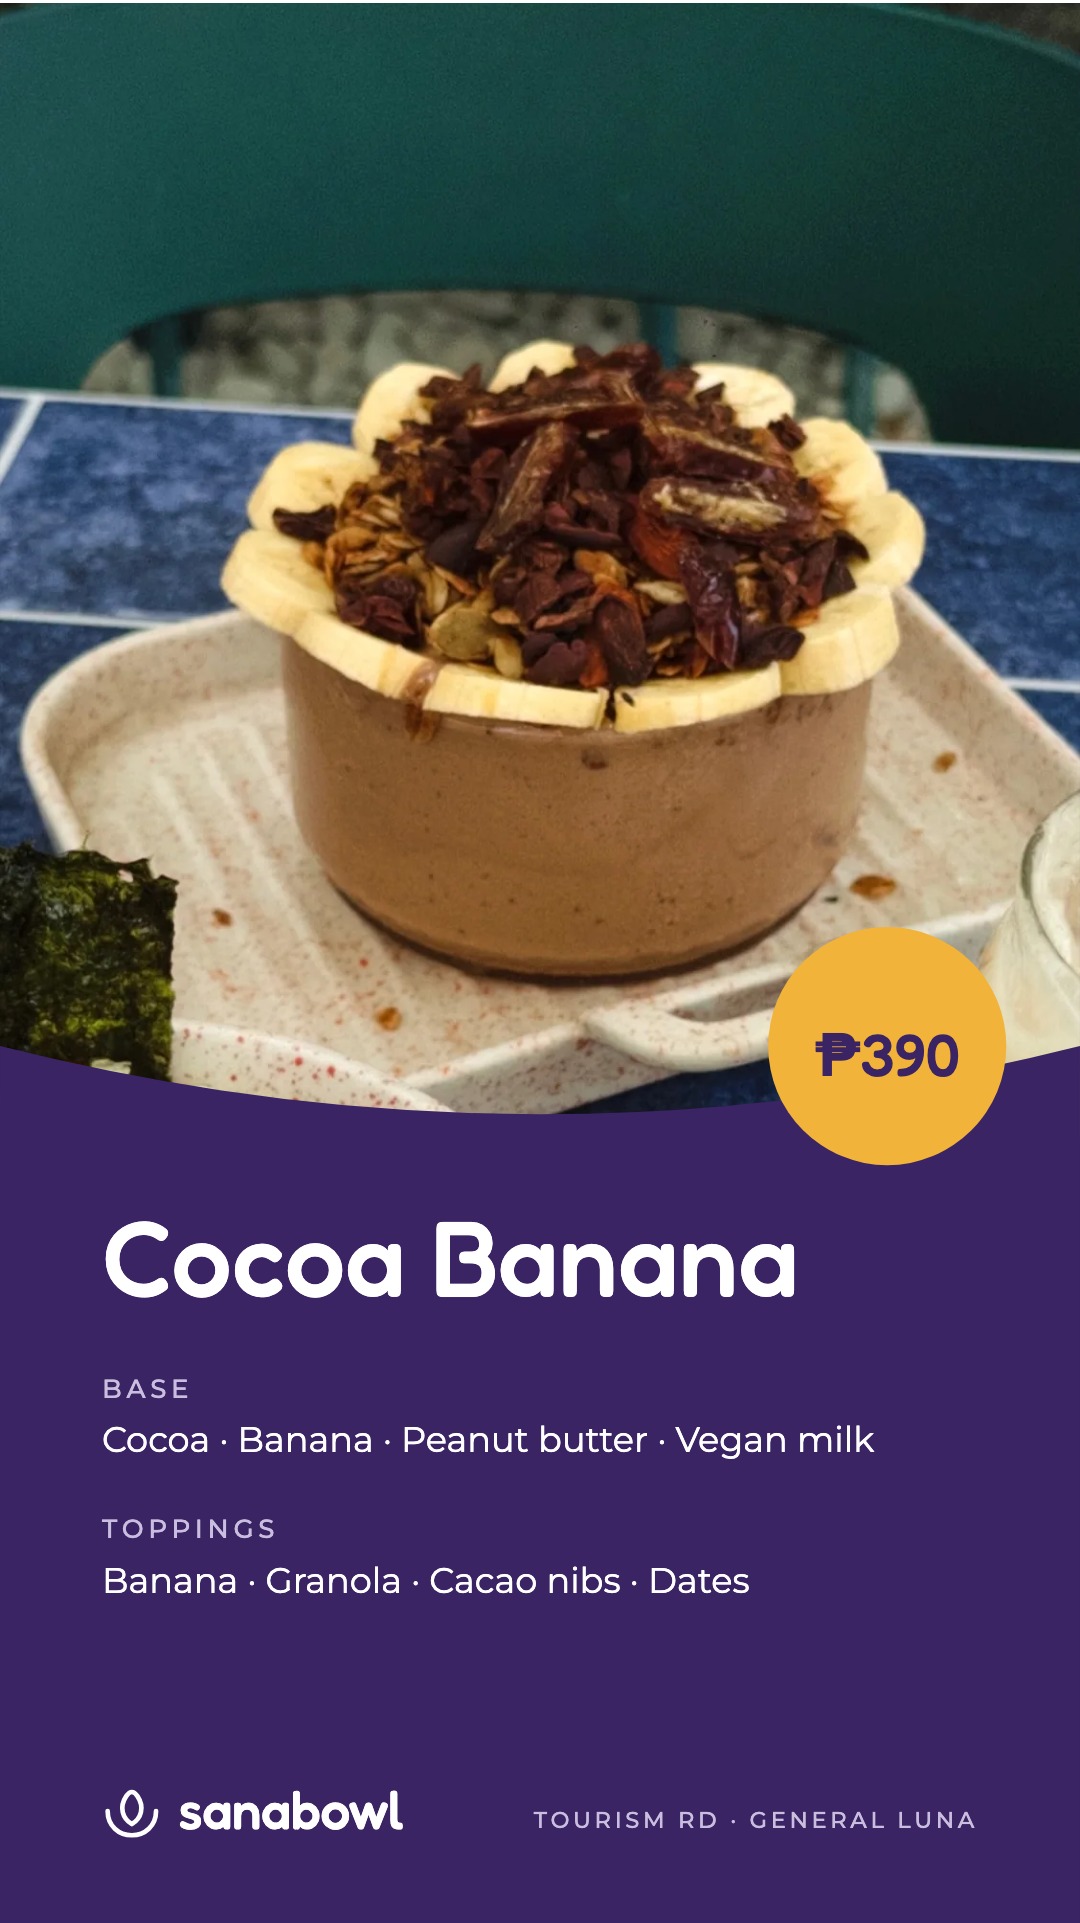 ₱390
Cocoa Banana
BASE
Cocoa · Banana · Peanut butter · Vegan milk
TOPPINGS
Banana · Granola · Cacao nibs · Dates
sanabowl
TOURISM RD · GENERAL LUNA